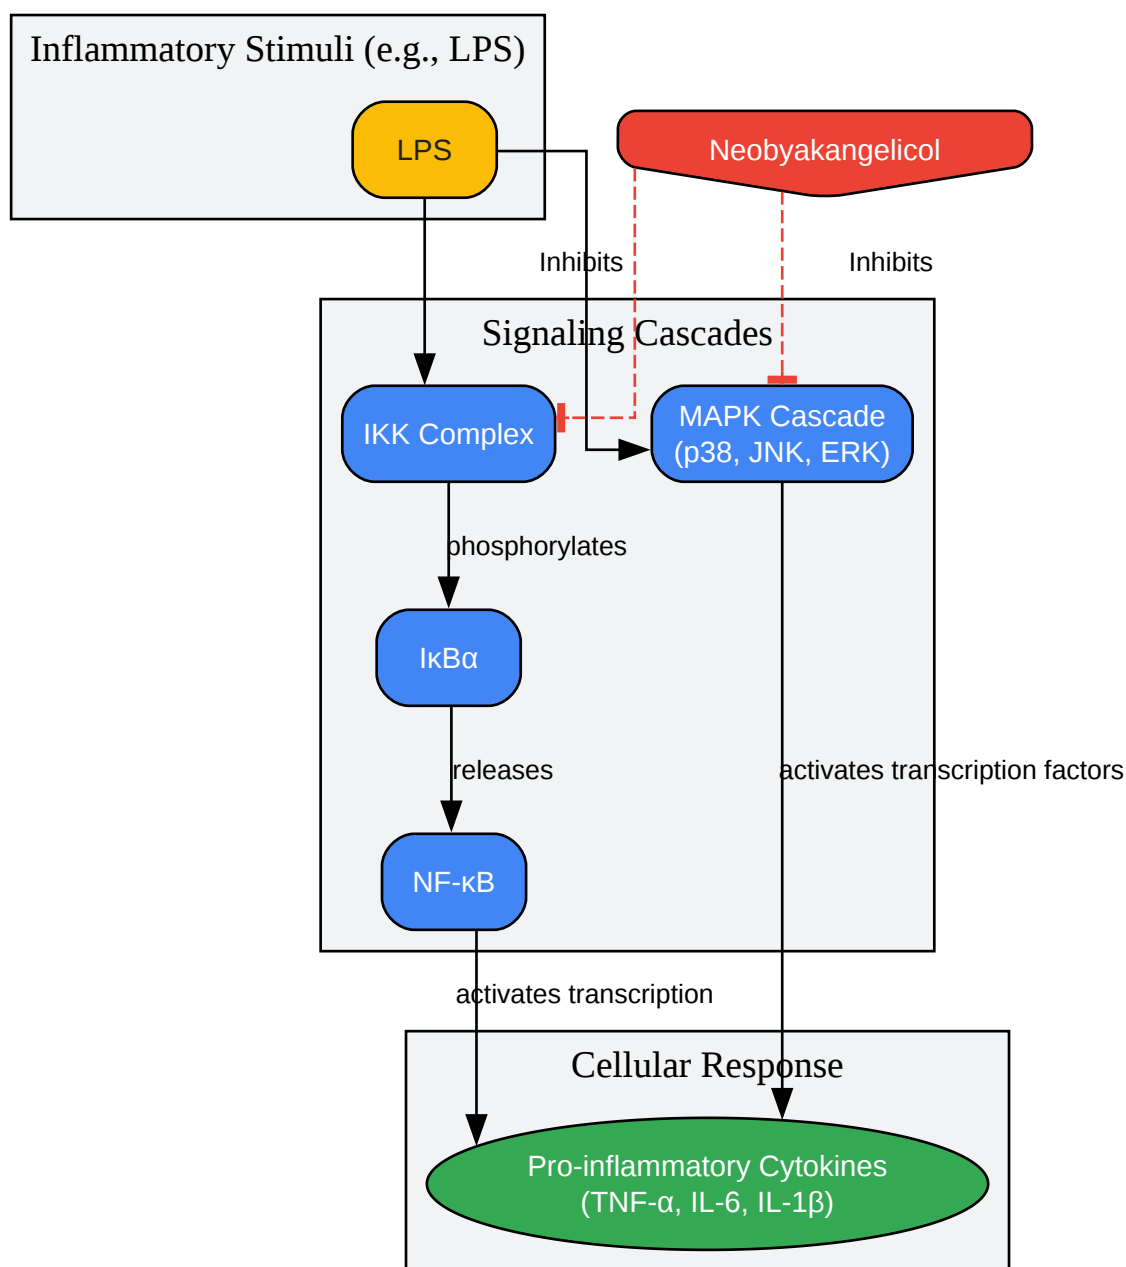 Inflammatory Stimuli (e.g., LPS)
LPS
Neobyakangelicol
Inhibits
Inhibits
Signaling Cascades
IKK Complex
MAPK Cascade
(p38, JNK, ERK)
phosphorylates
IκBα
releases
activates transcription factors
NF-κB
activates transcription
Cellular Response
Pro-inflammatory Cytokines
(TNF-α, IL-6, IL-1β)